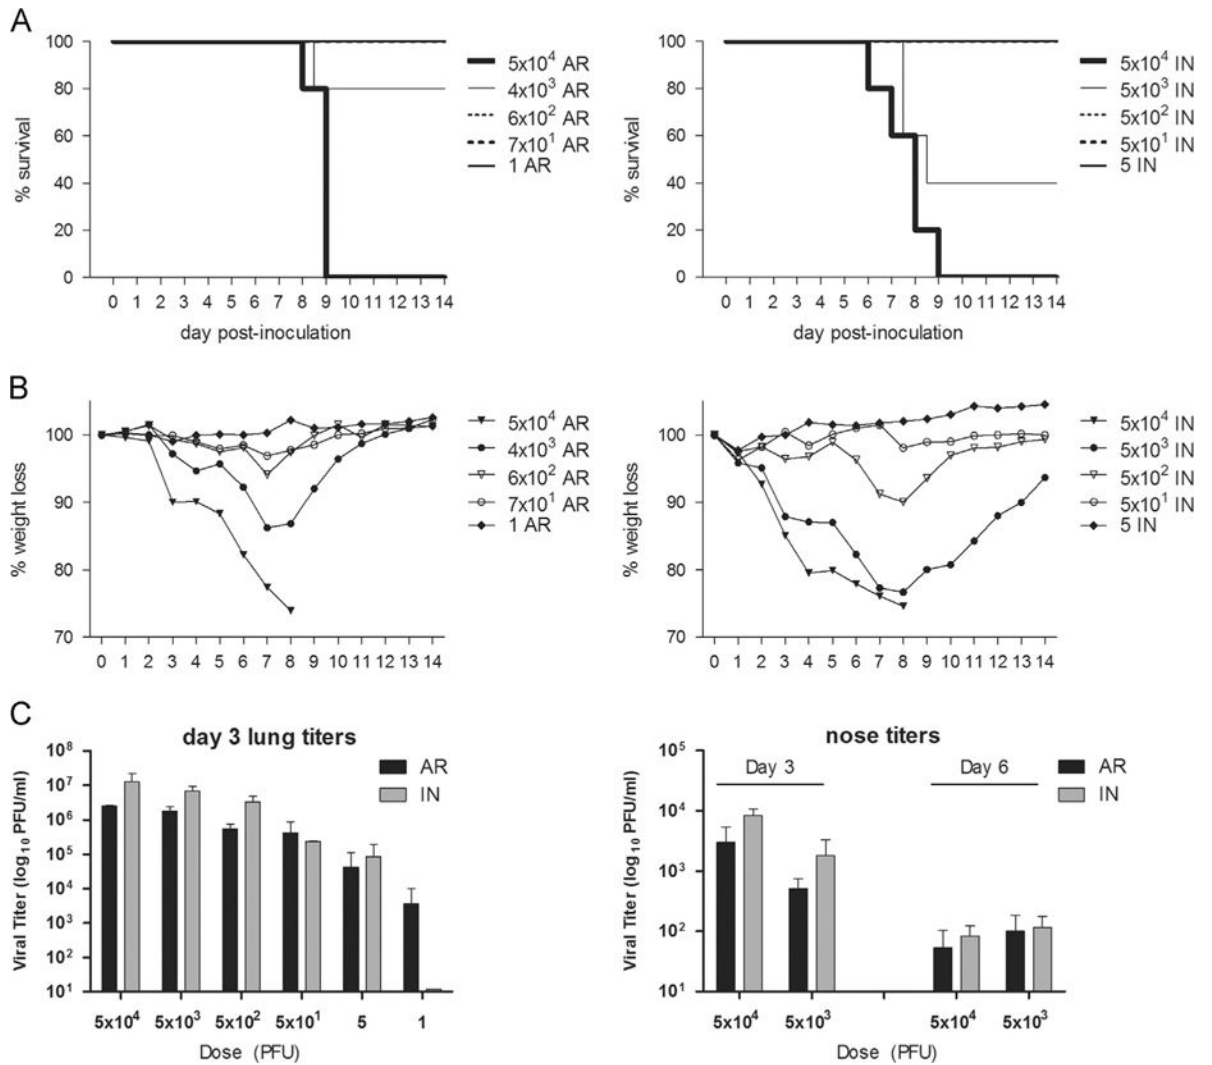 A
100
80
60
40
20
0
% survival
0 1 2 3 4 5 6 7 8 9 10 11 12 13 14
day post-inoculation
5x10⁴ AR
4x10³ AR
6x10² AR
7x10¹ AR
1 AR
100
80
60
40
20
0
% survival
0 1 2 3 4 5 6 7 8 9 10 11 12 13 14
day post-inoculation
5x10⁴ IN
5x10³ IN
5x10² IN
5x10¹ IN
5 IN
B
100
90
80
70
% weight loss
0 1 2 3 4 5 6 7 8 9 10 11 12 13 14
5x10⁴ AR
4x10³ AR
6x10² AR
7x10¹ AR
1 AR
100
90
80
70
% weight loss
0 1 2 3 4 5 6 7 8 9 10 11 12 13 14
5x10⁴ IN
5x10³ IN
5x10² IN
5x10¹ IN
5 IN
C
day 3 lung titers
10⁸
10⁷
10⁶
10⁵
10⁴
10³
10²
10¹
Viral Titer (log₁₀ PFU/ml)
AR
IN
5x10⁴ 5x10³ 5x10² 5x10¹ 5 1
Dose (PFU)
nose titers
10⁵
10⁴
10³
10²
10¹
Viral Titer (log₁₀ PFU/ml)
Day 3 Day 6
AR
IN
5x10⁴ 5x10³ 5x10⁴ 5x10³
Dose (PFU)